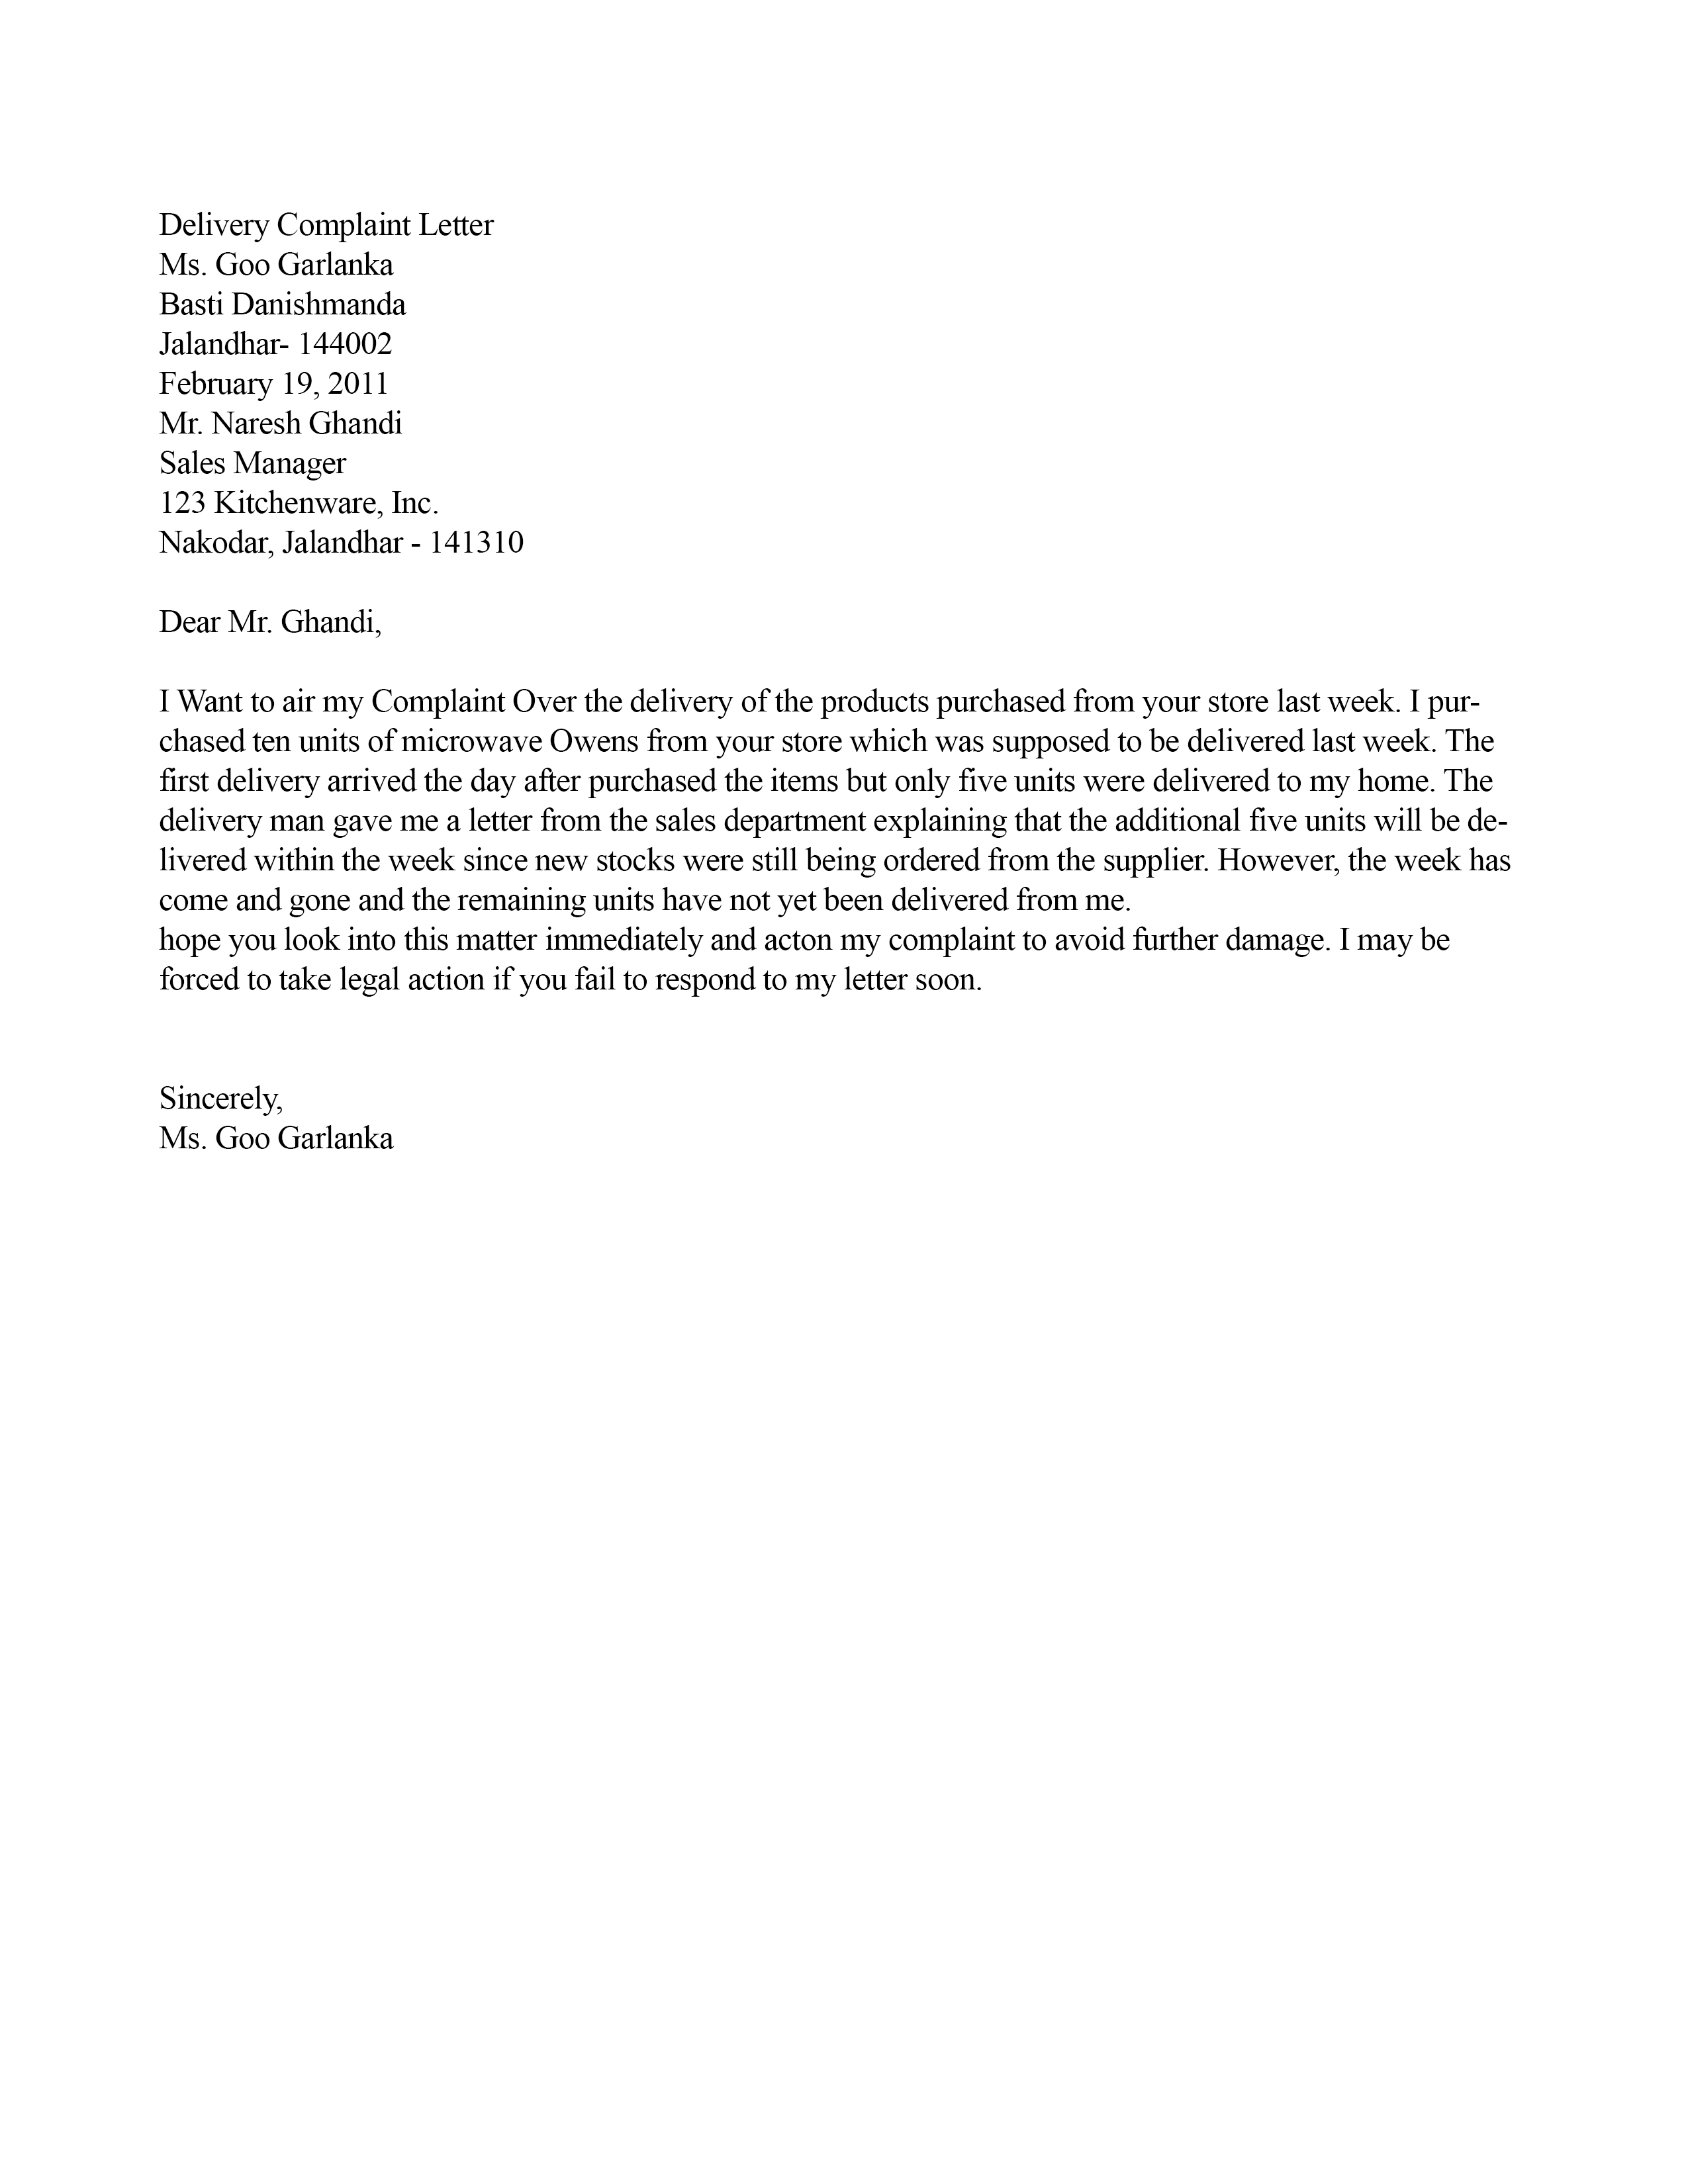 Delivery Complaint Letter
Ms. Goo Garlanka
Basti Danishmanda
Jalandhar- 144002
February 19, 2011
Mr. Naresh Ghandi
Sales Manager
123 Kitchenware, Inc.
Nakodar, Jalandhar - 141310
Dear Mr. Ghandi,
I Want to air my Complaint Over the delivery of the products purchased from your store last week. I pur-
chased ten units of microwave Owens from your store which was supposed to be delivered last week. The
first delivery arrived the day after purchased the items but only five units were delivered to my home. The
delivery man gave me a letter from the sales department explaining that the additional five units will be de-
livered within the week since new stocks were still being ordered from the supplier. However, the week has
come and gone and the remaining units have not yet been delivered from me.
hope you look into this matter immediately and acton my complaint to avoid further damage. I may be
forced to take legal action if you fail to respond to my letter soon.
Sincerely,
Ms. Goo Garlanka